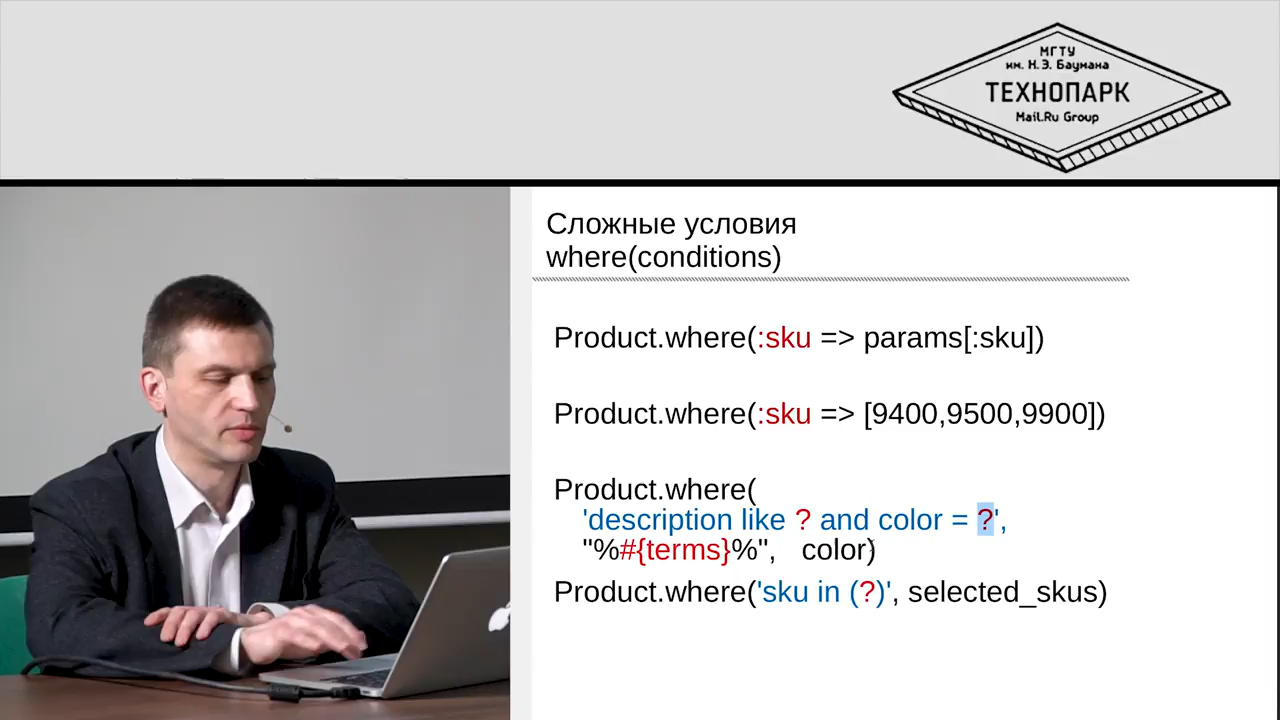 МГТУ
им. Н.Э. Баумана
ТЕХНОПАРК
Mail.Ru Group
Сложные условия
where(conditions)
Product.where(:sku => params[:sku])
Product.where(:sku => [9400,9500,9900])
Product.where(
'description like ? and color = ?',
"%#{terms}%", color)
Product.where('sku in (?)', selected_skus)